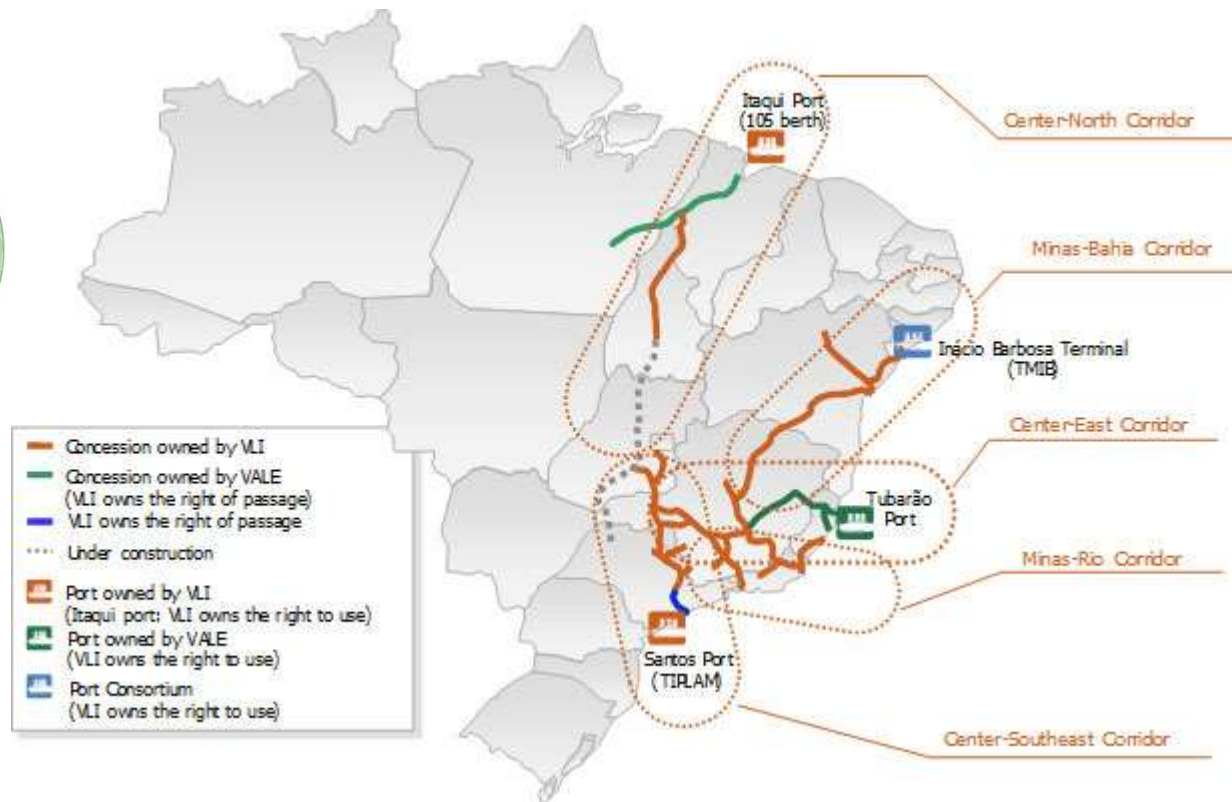 Itaqui Port
(105 berth)
Center-North Corridor
Minas-Bahia Corridor
Inácio Barbosa Terminal
(TMIB)
Center-East Corridor
Tubarão
Port
Minas-Rio Corridor
Santos Port
(TIPLAM)
Center-Southeast Corridor
Concession owned by VLI
Concession owned by VALE
(VLI owns the right of passage)
VLI owns the right of passage
Under construction
Port owned by VLI
(Itaqui port: VLI owns the right to use)
Port owned by VALE
(VLI owns the right to use)
Port Consortium
(VLI owns the right to use)